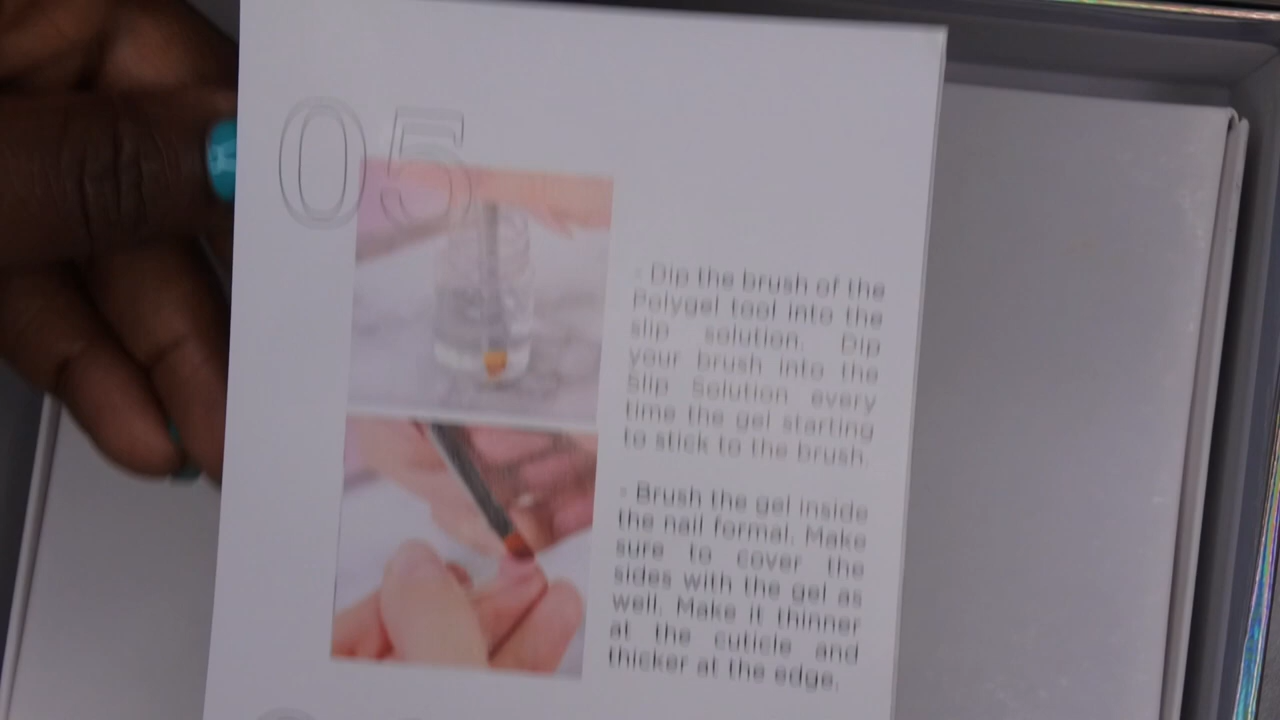 05
- Dip the brush of the
Polygel tool into the
slip solution. Dip
your brush into the
Slip Solution every
time the gel starting
to stick to the brush.
- Brush the gel inside
the nail formal. Make
sure to cover the
sides with the gel as
well. Make it thinner
at the cuticle and
thicker at the edge.